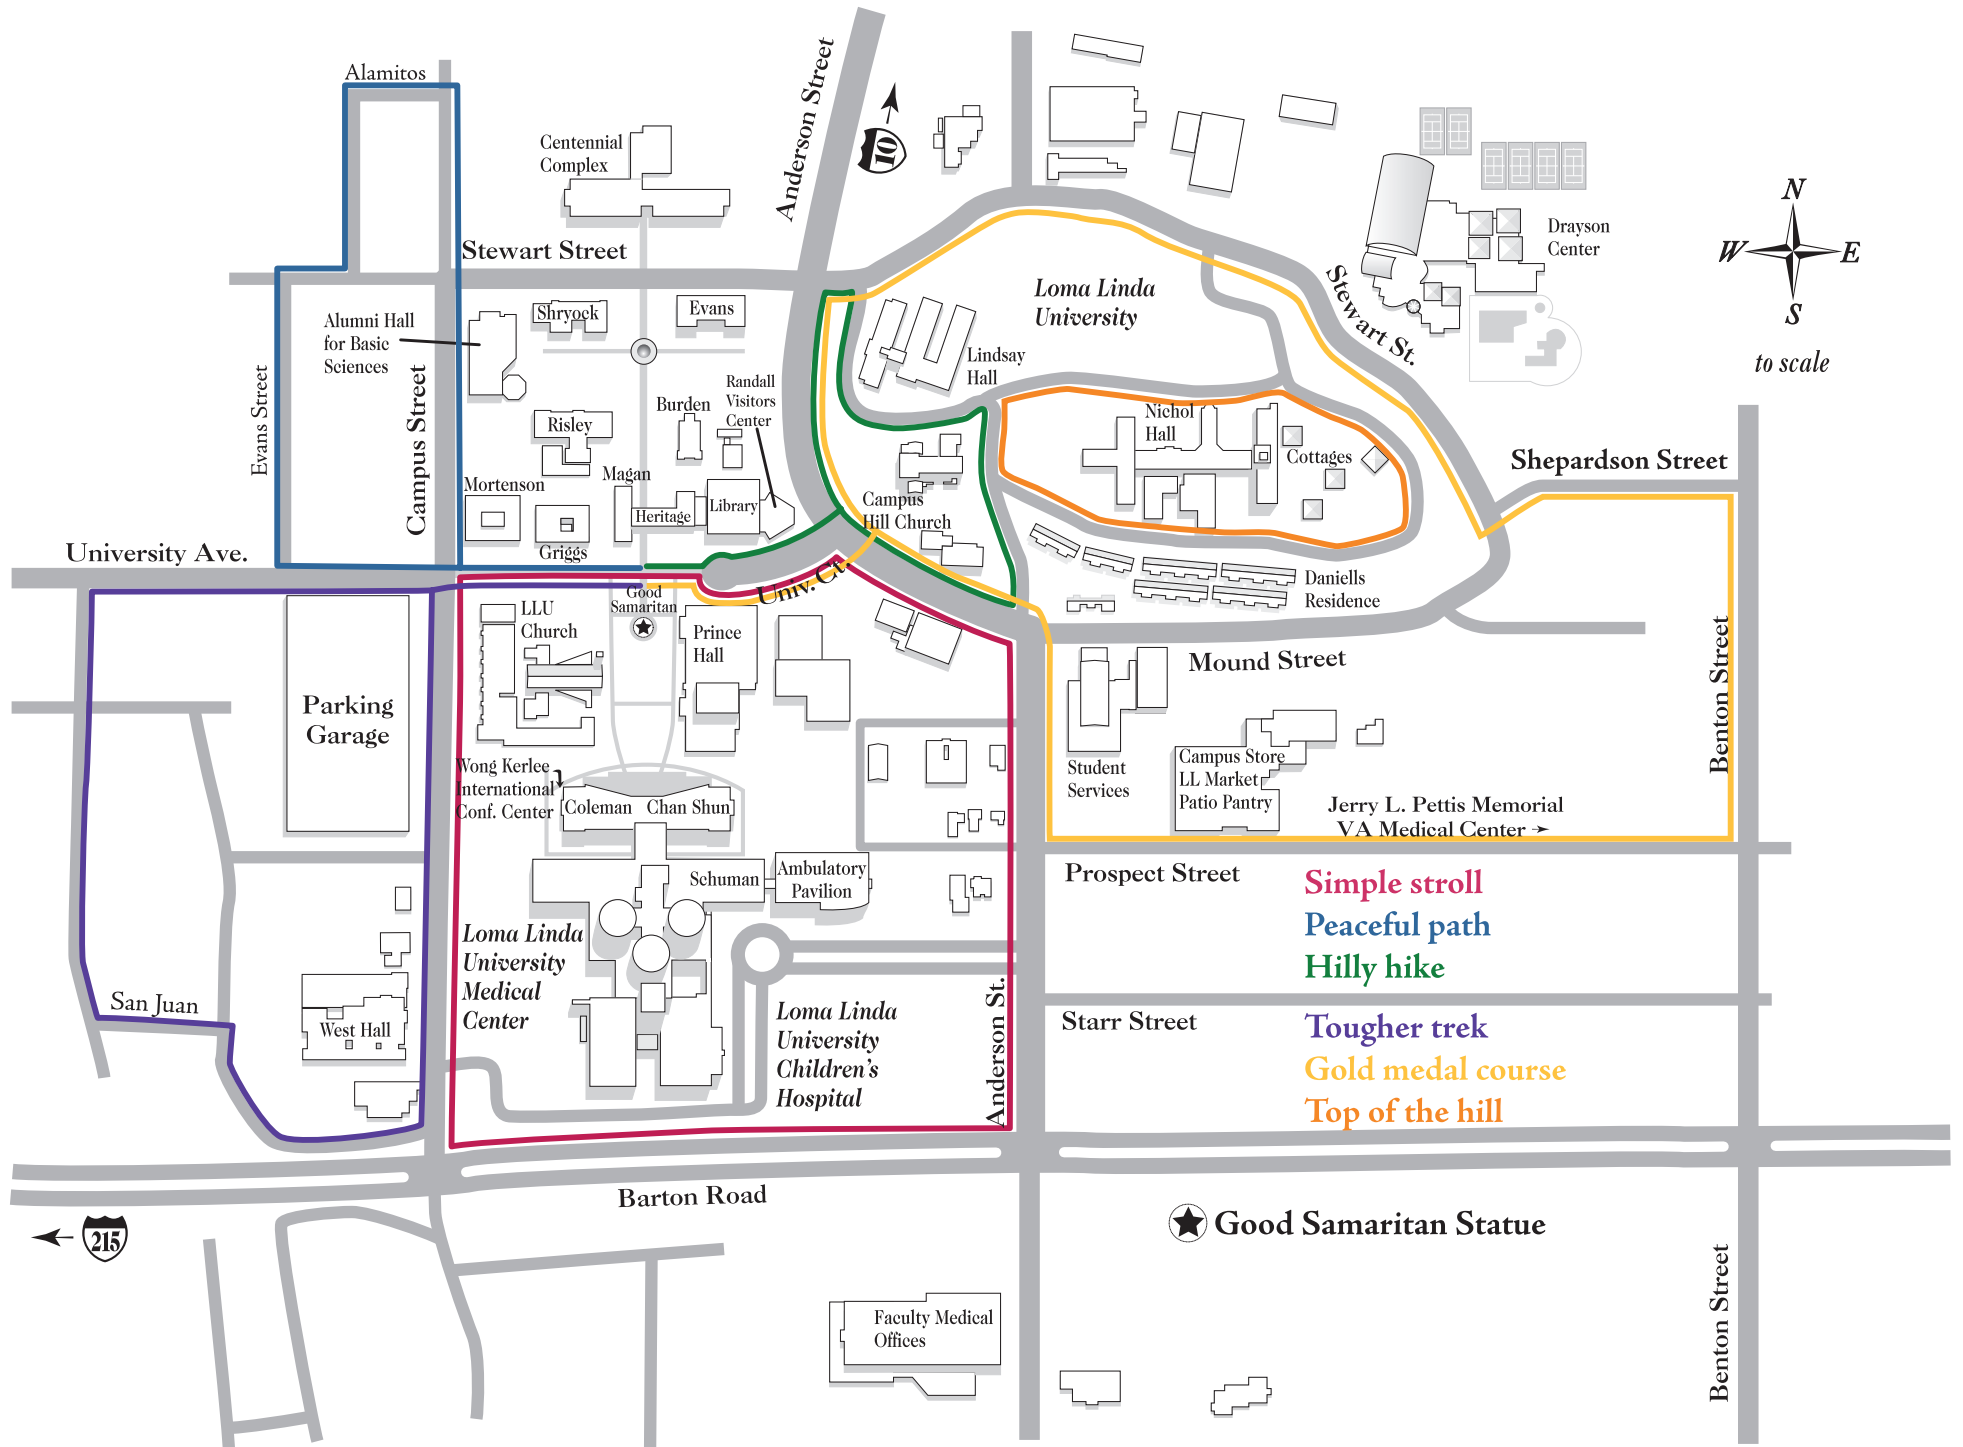 Alamitos
Anderson Street
10
Centennial
Complex
N
W
E
S
to scale
Drayson
Center
Stewart Street
Stewart St.
Loma Linda
University
Alumni Hall
for Basic
Sciences
Shryock
Evans
Lindsay
Hall
Evans Street
Campus Street
Randall
Visitors
Center
Burden
Risley
Nichol
Hall
Cottages
Shepardson Street
Magan
Mortenson
Heritage
Library
Campus
Hill Church
Griggs
University Ave.
Univ. Ct.
Daniells
Residence
Good
Samaritan
LLU
Church
Prince
Hall
Mound Street
Benton Street
Parking
Garage
Student
Services
Campus Store
LL Market
Patio Pantry
Wong Kerlee
International
Conf. Center
Coleman
Chan Shun
Jerry L. Pettis Memorial
VA Medical Center
Schuman
Ambulatory
Pavilion
Prospect Street
Simple stroll
Peaceful path
Hilly hike
Loma Linda
University
Medical
Center
San Juan
West Hall
Loma Linda
University
Children's
Hospital
Anderson St.
Starr Street
Tougher trek
Gold medal course
Top of the hill
Barton Road
215
Good Samaritan Statue
Faculty Medical
Offices
Benton Street